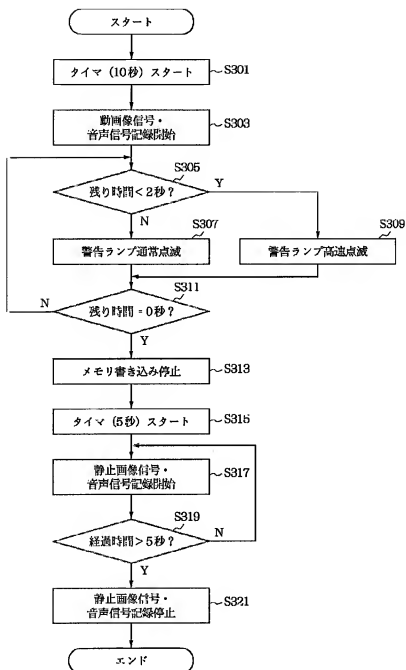 スタート
タイマ（10秒）スタート
S301
動画像信号・
音声信号記録開始
S303
S305
残り時間<2秒？
Y
N
S307
警告ランプ通常点滅
S309
警告ランプ高速点滅
S311
残り時間=0秒？
N
Y
メモリ書き込み停止
S313
タイマ（5秒）スタート
S315
静止画像信号・
音声信号記録開始
S317
S319
経過時間>5秒？
N
Y
静止画像信号・
音声信号記録停止
S321
エンド